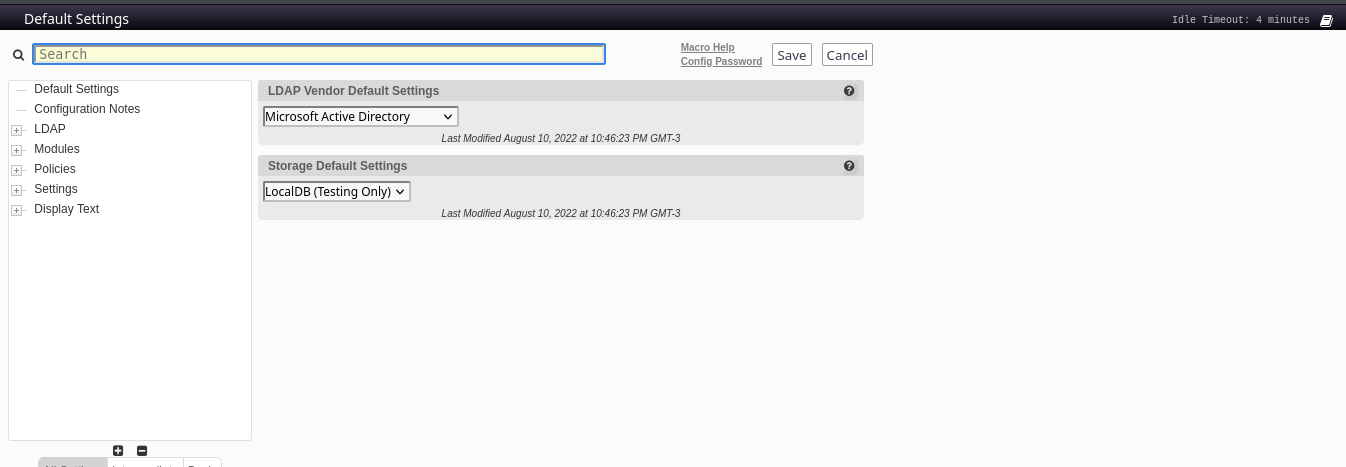 Default Settings
Idle Timeout: 4 minutes
Search
Macro Help
Config Password
Save
Cancel
Default Settings
Configuration Notes
LDAP
Modules
Policies
Settings
Display Text
LDAP Vendor Default Settings
Microsoft Active Directory
Last Modified August 10, 2022 at 10:46:23 PM GMT-3
Storage Default Settings
LocalDB (Testing Only)
Last Modified August 10, 2022 at 10:46:23 PM GMT-3